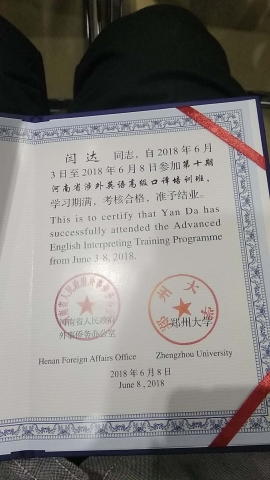 闫 达 同志，自2018年6月
3日至2018年6月8日参加第十期
河南省涉外英语高级口译培训班，
学习期满，考核合格，准予结业。
This is to certify that Yan Da has
successfully attended the Advanced
English Interpreting Training Programme
from June 3-8, 2018.
河南省人民政府
外事侨务办公室
郑州大学
Henan Foreign Affairs Office Zhengzhou University
2018年6月8日
June 8 , 2018